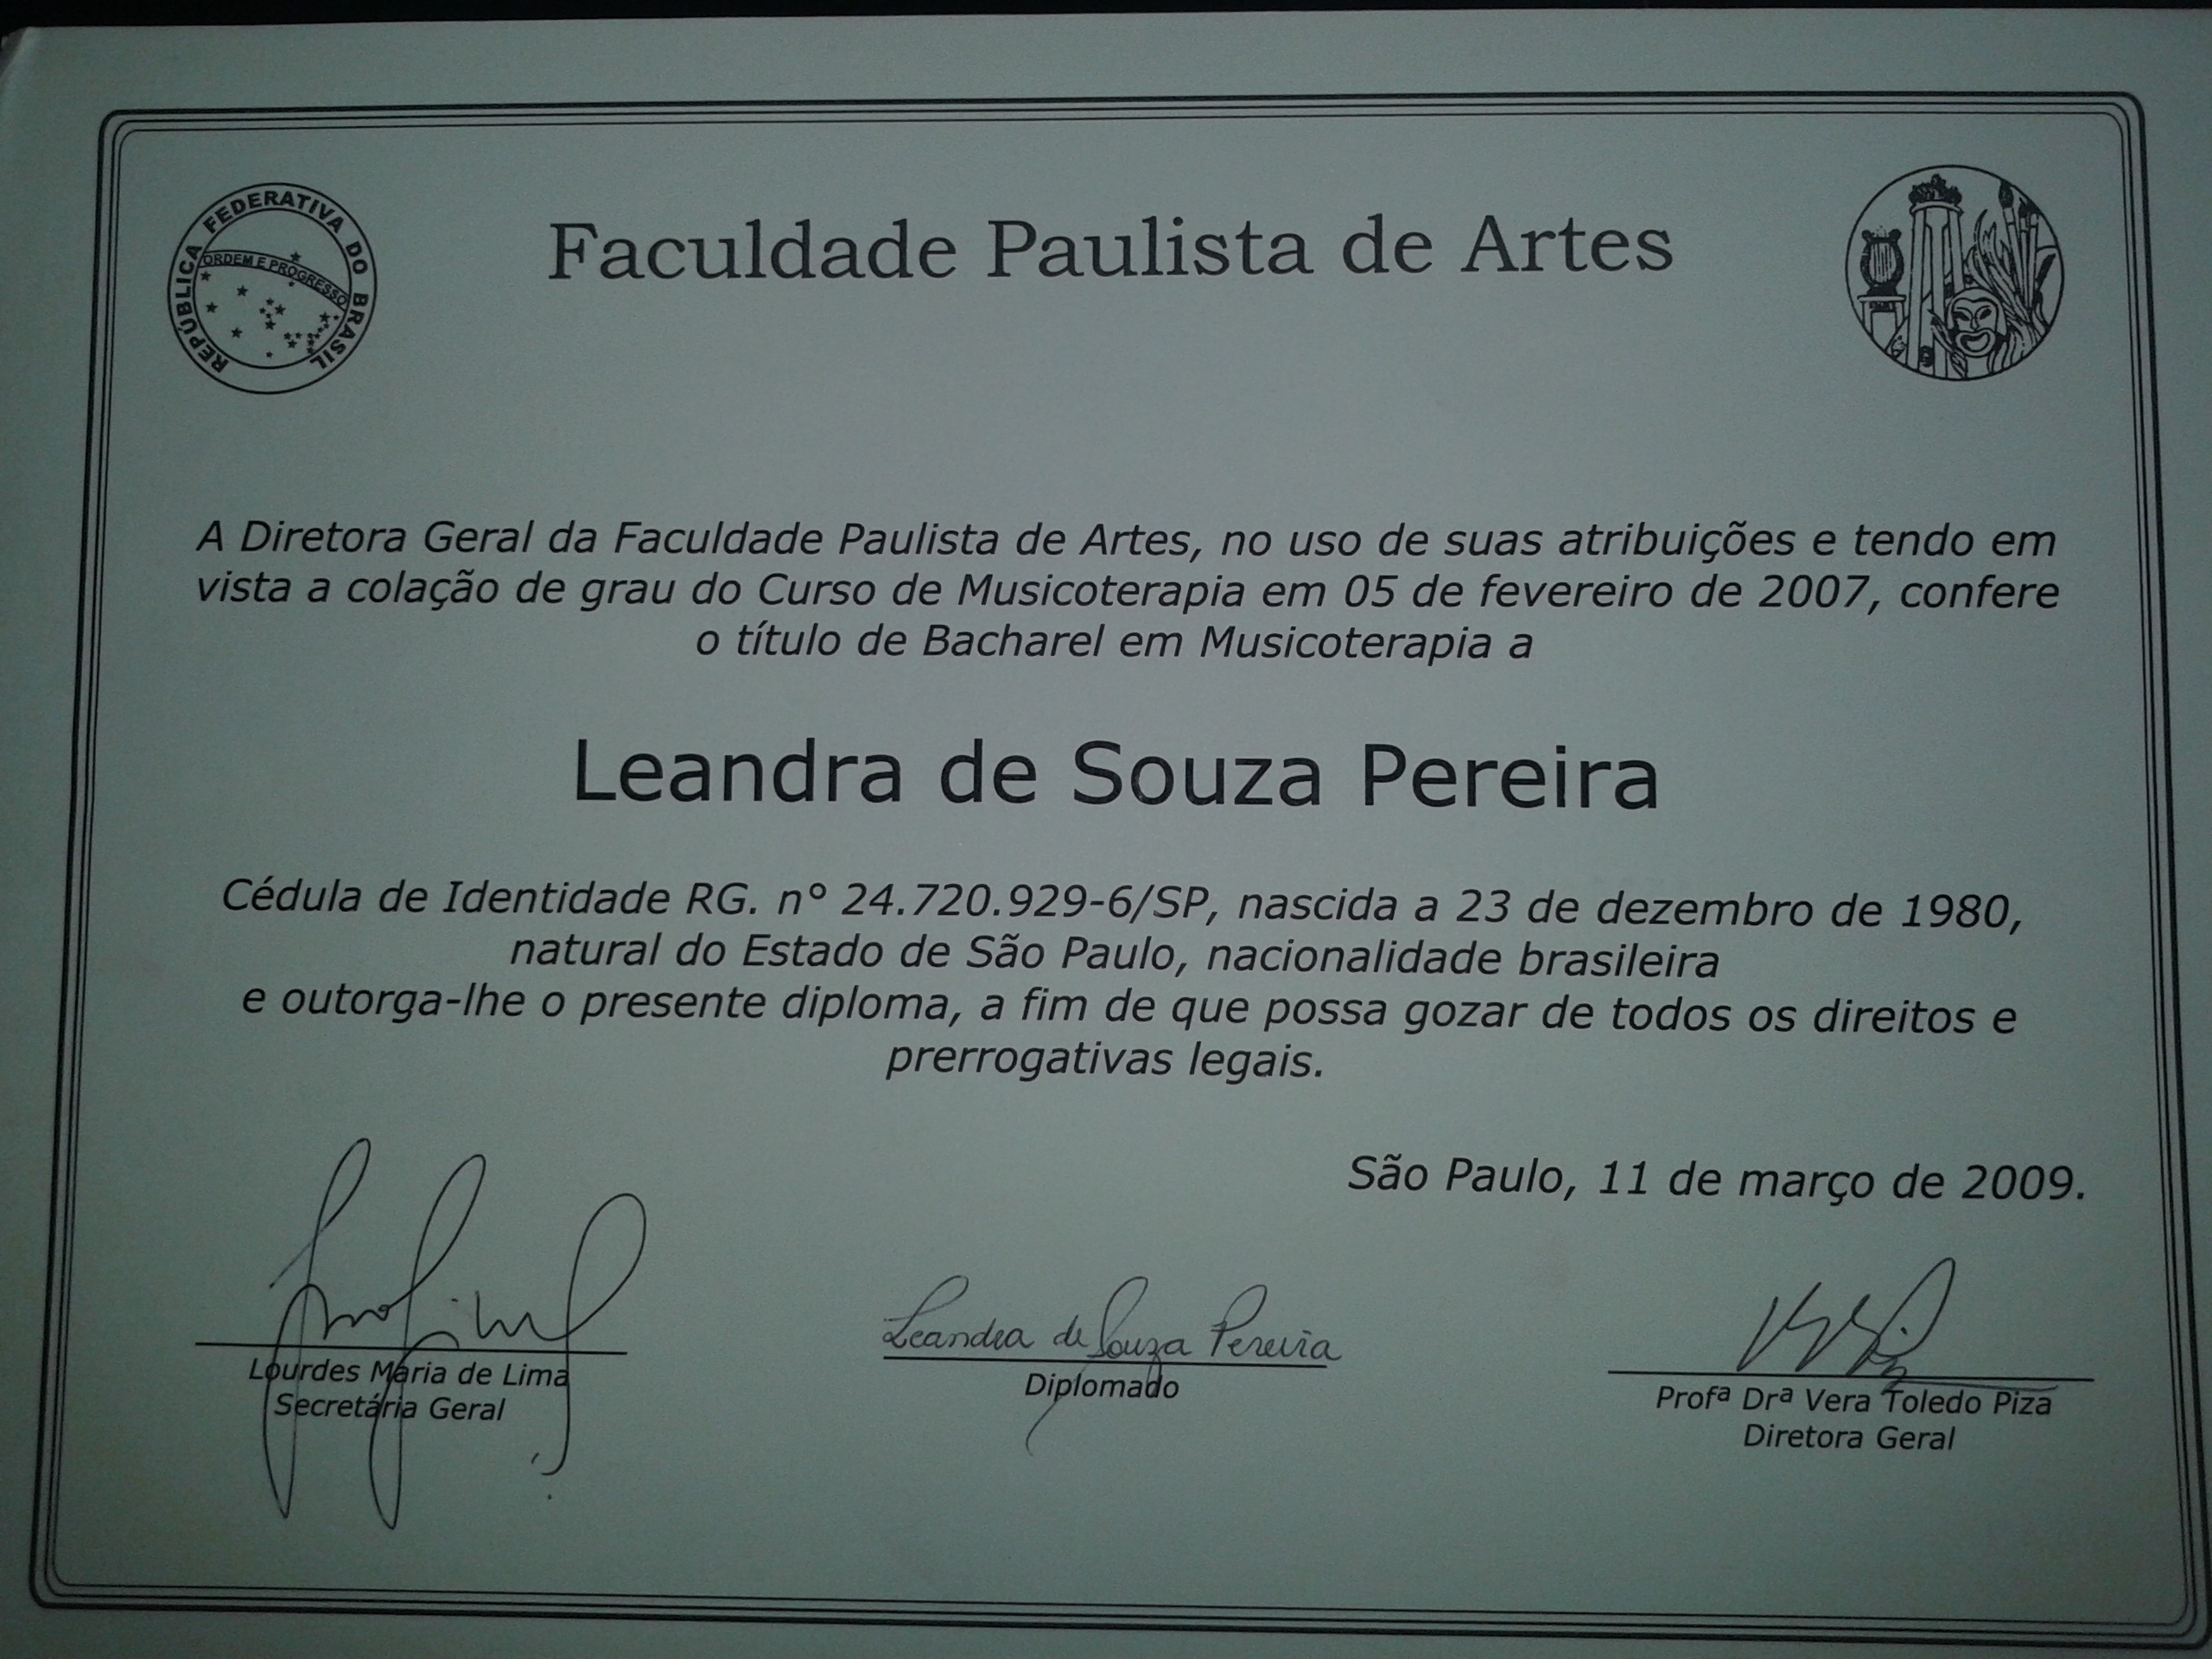 REPÚBLICA FEDERATIVA DO BRASIL
ORDEM E PROGRESSO
Faculdade Paulista de Artes
A Diretora Geral da Faculdade Paulista de Artes, no uso de suas atribuições e tendo em
vista a colação de grau do Curso de Musicoterapia em 05 de fevereiro de 2007, confere
o título de Bacharel em Musicoterapia a
Leandra de Souza Pereira
Cédula de Identidade RG. nº 24.720.929-6/SP, nascida a 23 de dezembro de 1980,
natural do Estado de São Paulo, nacionalidade brasileira
e outorga-lhe o presente diploma, a fim de que possa gozar de todos os direitos e
prerrogativas legais.
São Paulo, 11 de março de 2009.
Leandra de Souza Pereira
Lourdes Maria de Lima
Secretária Geral
Diplomado
Profª Drª Vera Toledo Piza
Diretora Geral